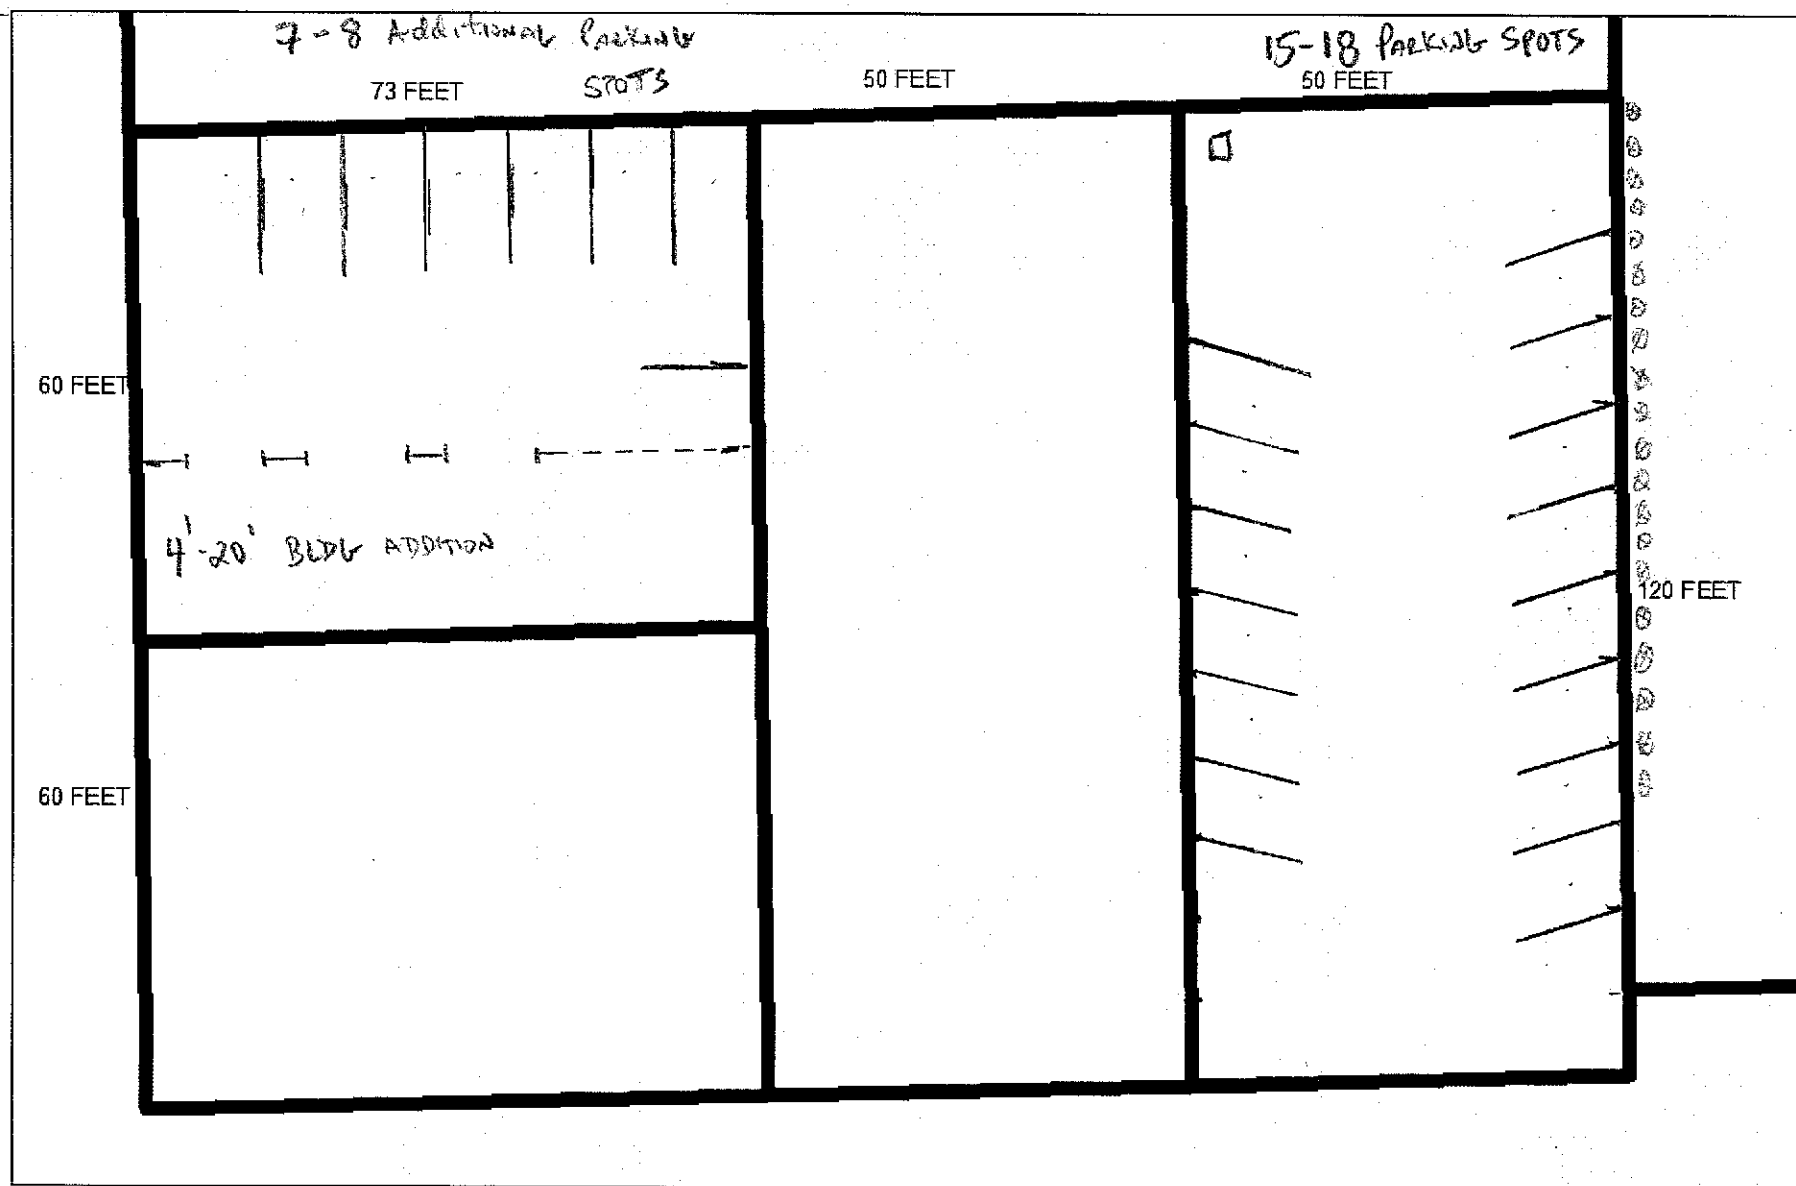 7-8 Additional PARKING
SPOTS
15-18 PARKING SPOTS
73 FEET
50 FEET
50 FEET
60 FEET
4'-20' BLDG ADDITION
120 FEET
60 FEET